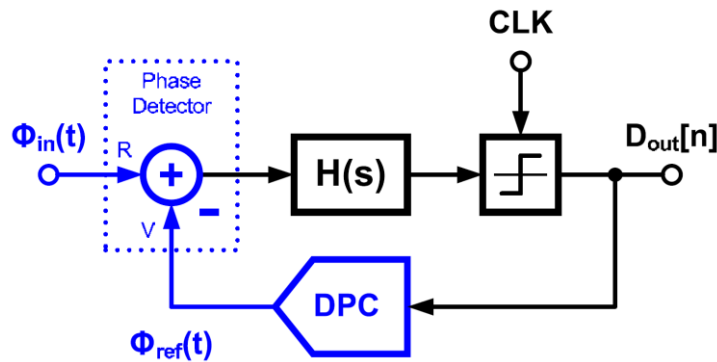 CLK
Phase
Detector
Φin(t)
R
+
H(s)
Dout[n]
-
V
DPC
Φref(t)